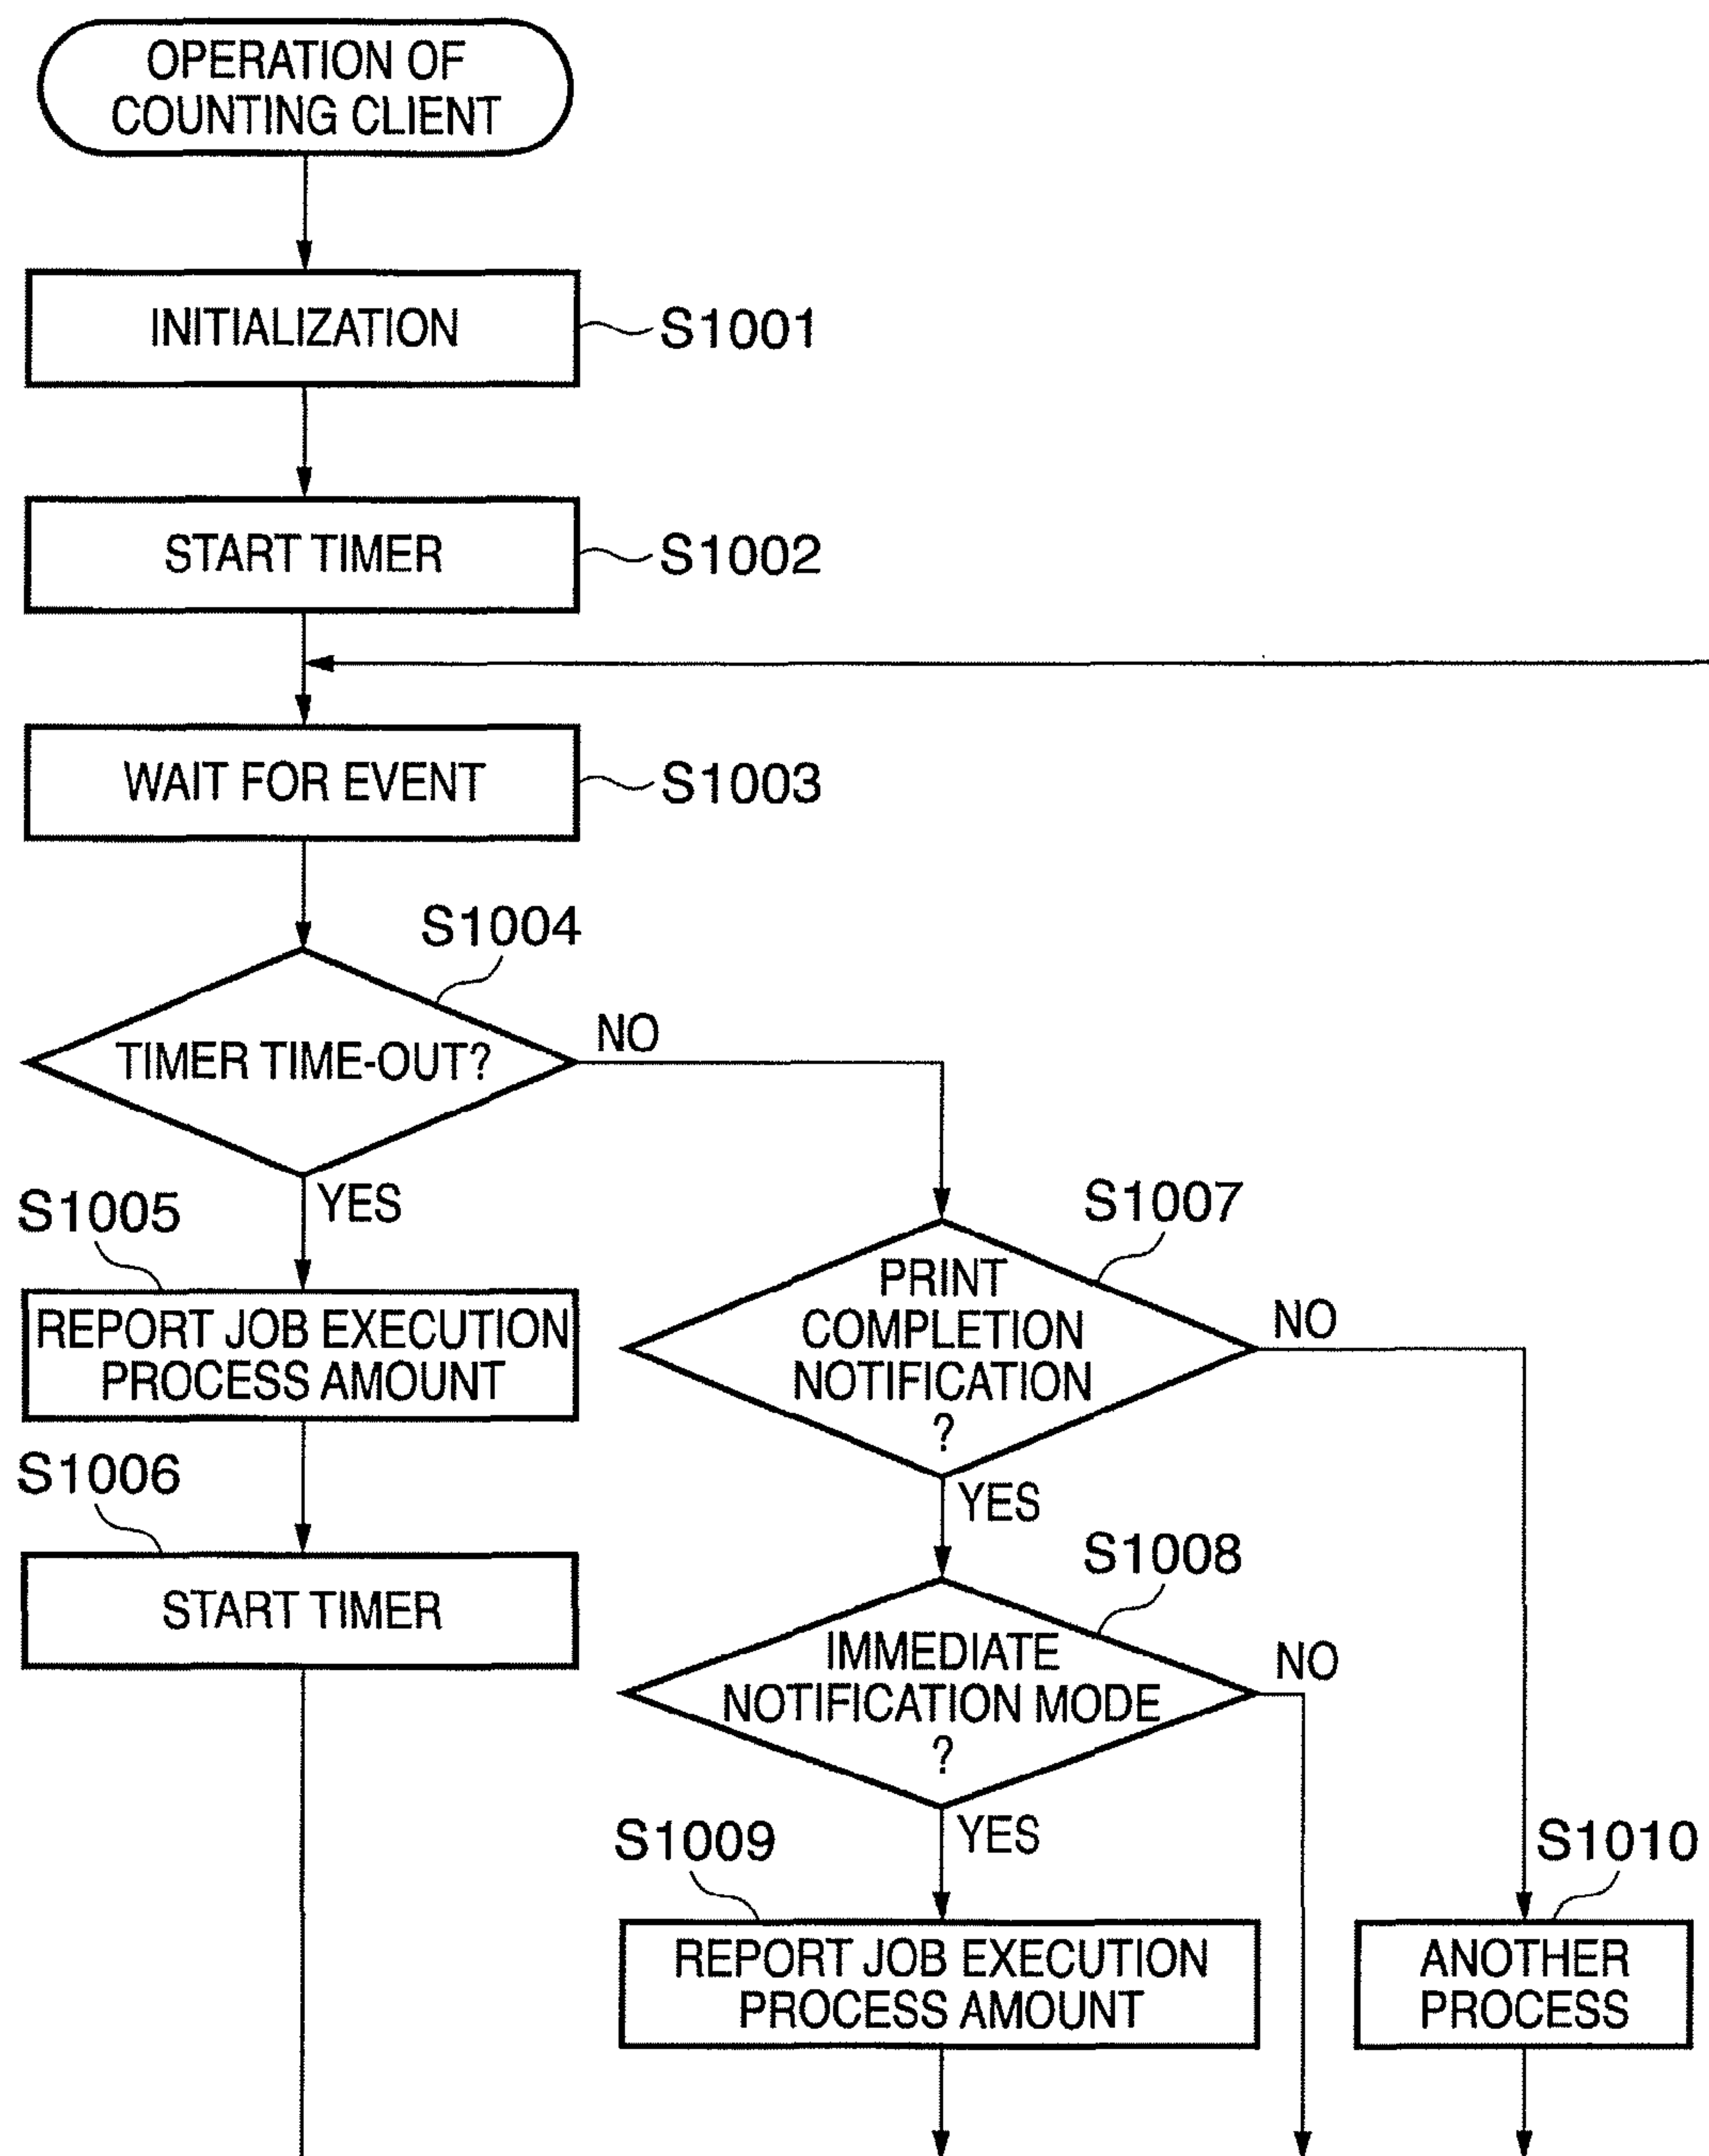 OPERATION OF
COUNTING CLIENT
INITIALIZATION
S1001
START TIMER
S1002
WAIT FOR EVENT
S1003
S1004
TIMER TIME-OUT?
NO
YES
S1005
REPORT JOB EXECUTION
PROCESS AMOUNT
S1006
START TIMER
S1007
PRINT
COMPLETION
NOTIFICATION
?
NO
YES
S1008
IMMEDIATE
NOTIFICATION MODE
?
NO
YES
S1009
REPORT JOB EXECUTION
PROCESS AMOUNT
S1010
ANOTHER
PROCESS